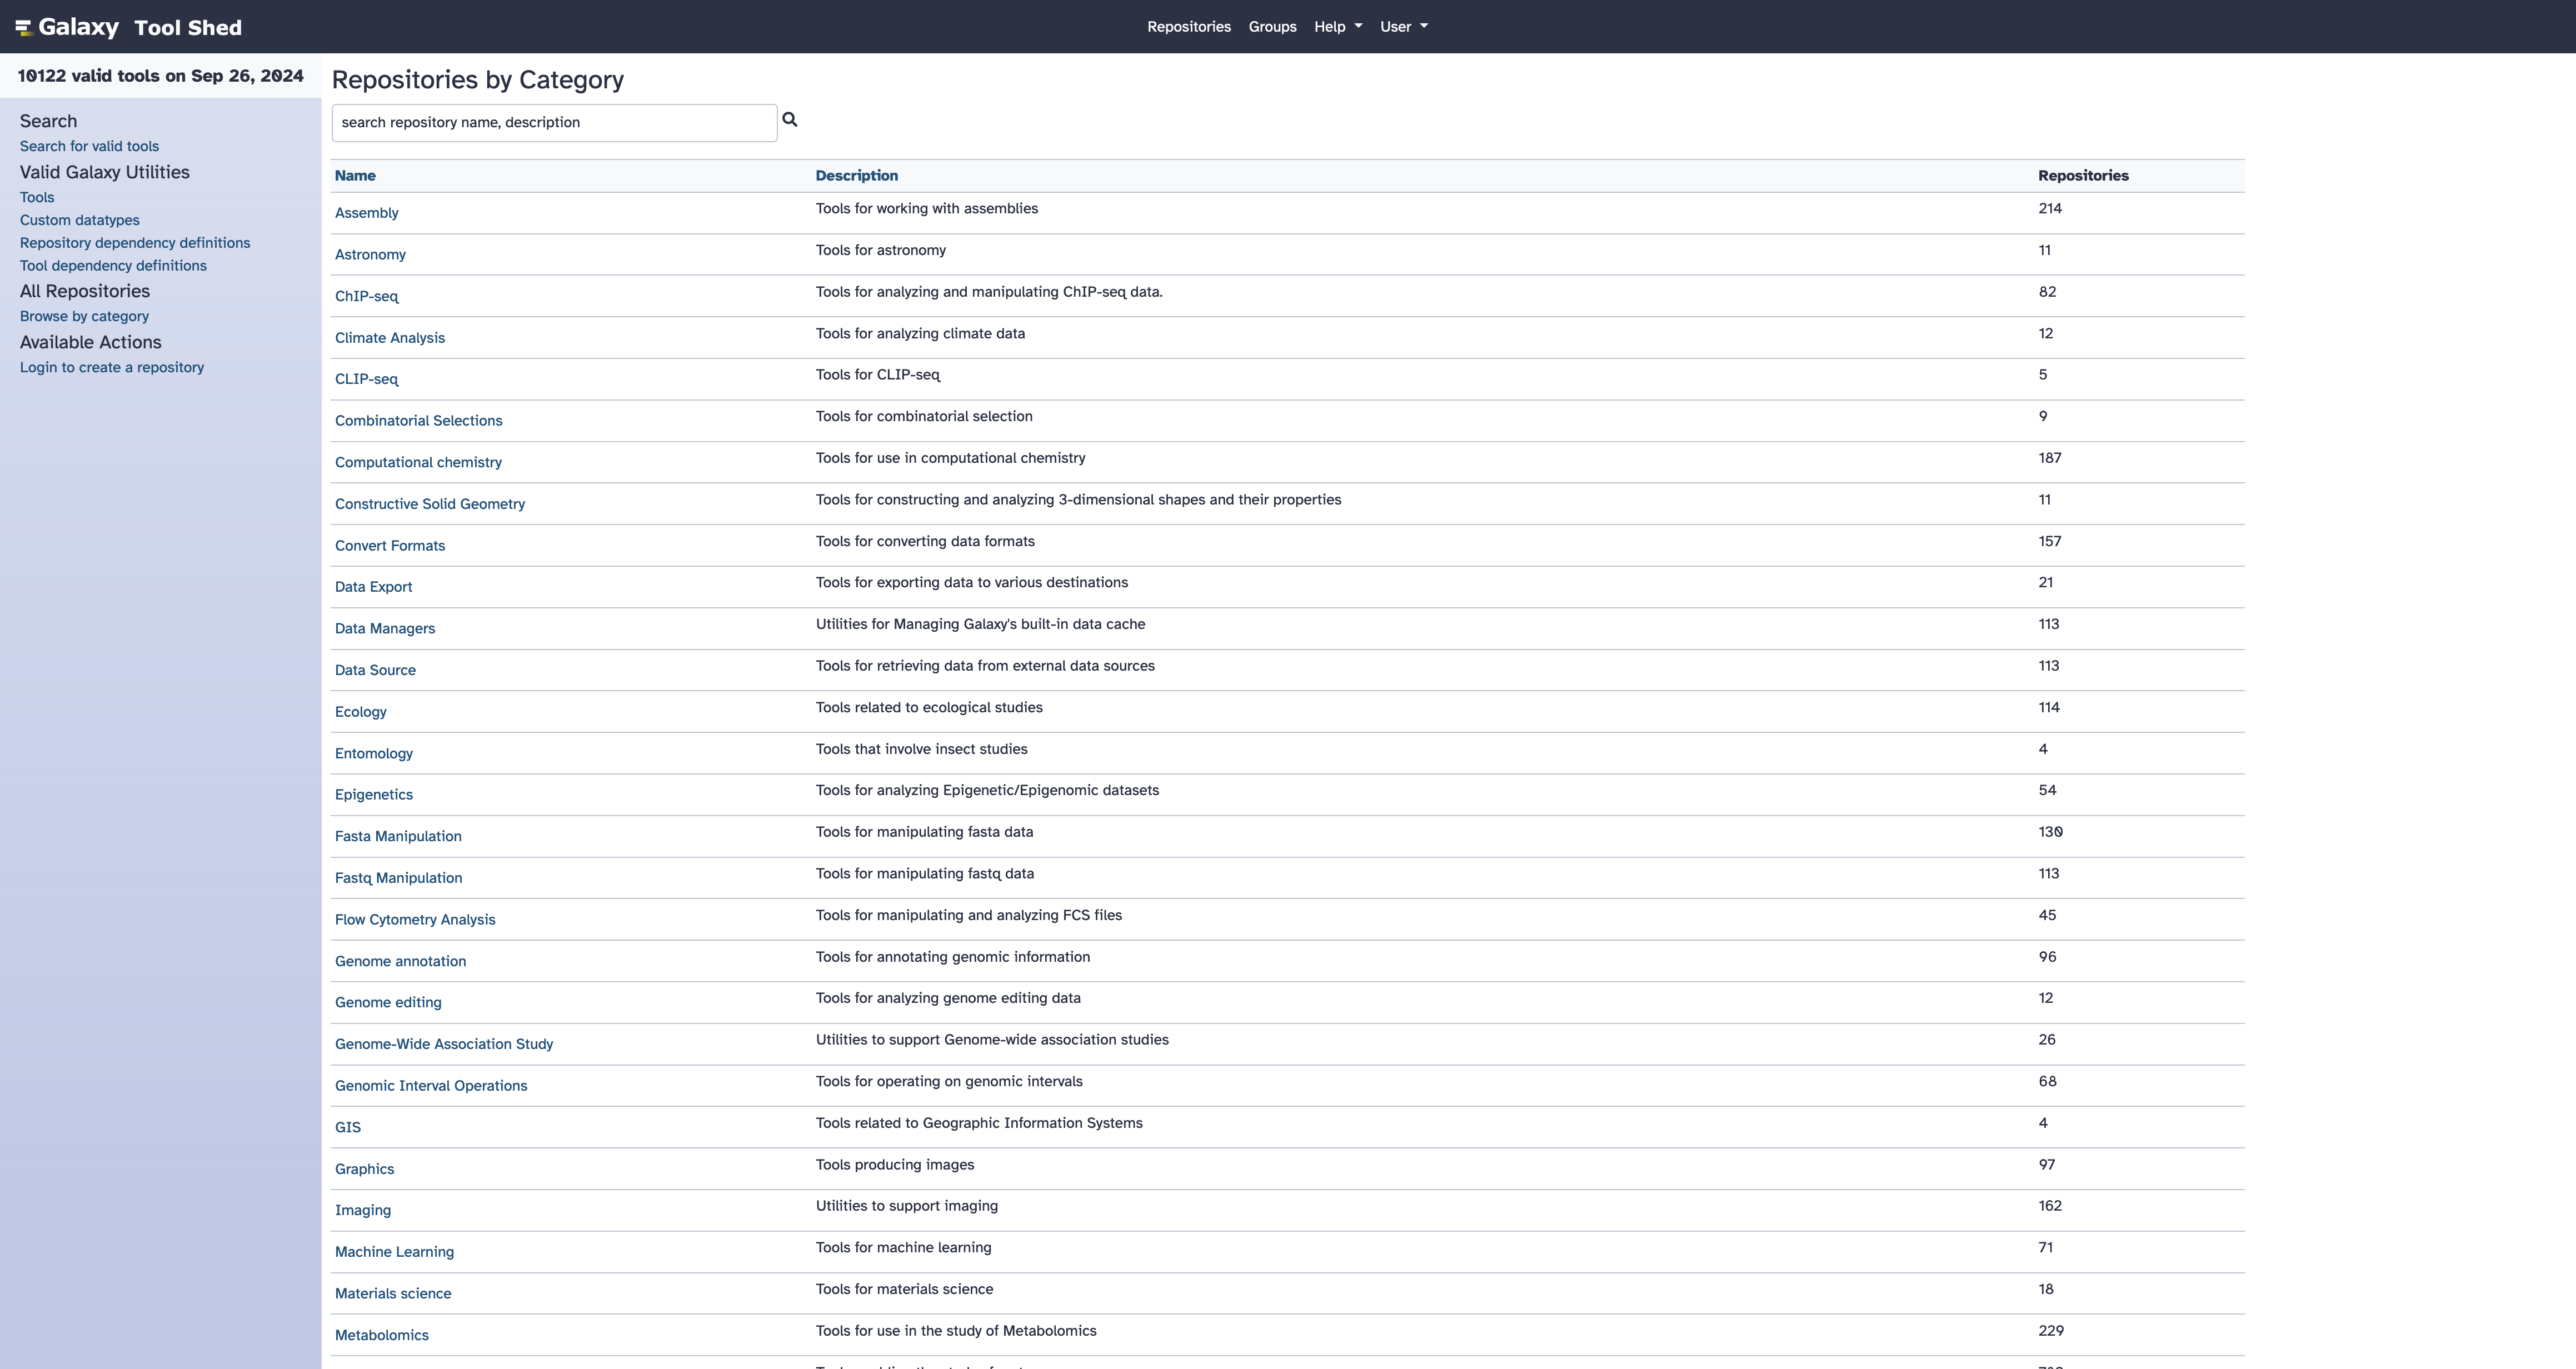 Galaxy Tool Shed
Repositories Groups Help User
10122 valid tools on Sep 26, 2024
Search
Search for valid tools
Valid Galaxy Utilities
Tools
Custom datatypes
Repository dependency definitions
Tool dependency definitions
All Repositories
Browse by category
Available Actions
Login to create a repository
Repositories by Category
search repository name, description
Name Description Repositories
Assembly Tools for working with assemblies 214
Astronomy Tools for astronomy 11
ChIP-seq Tools for analyzing and manipulating ChIP-seq data. 82
Climate Analysis Tools for analyzing climate data 12
CLIP-seq Tools for CLIP-seq 5
Combinatorial Selections Tools for combinatorial selection 9
Computational chemistry Tools for use in computational chemistry 187
Constructive Solid Geometry Tools for constructing and analyzing 3-dimensional shapes and their properties 11
Convert Formats Tools for converting data formats 157
Data Export Tools for exporting data to various destinations 21
Data Managers Utilities for Managing Galaxy's built-in data cache 113
Data Source Tools for retrieving data from external data sources 113
Ecology Tools related to ecological studies 114
Entomology Tools that involve insect studies 4
Epigenetics Tools for analyzing Epigenetic/Epigenomic datasets 54
Fasta Manipulation Tools for manipulating fasta data 130
Fastq Manipulation Tools for manipulating fastq data 113
Flow Cytometry Analysis Tools for manipulating and analyzing FCS files 45
Genome annotation Tools for annotating genomic information 96
Genome editing Tools for analyzing genome editing data 12
Genome-Wide Association Study Utilities to support Genome-wide association studies 26
Genomic Interval Operations Tools for operating on genomic intervals 68
GIS Tools related to Geographic Information Systems 4
Graphics Tools producing images 97
Imaging Utilities to support imaging 162
Machine Learning Tools for machine learning 71
Materials science Tools for materials science 18
Metabolomics Tools for use in the study of Metabolomics 229